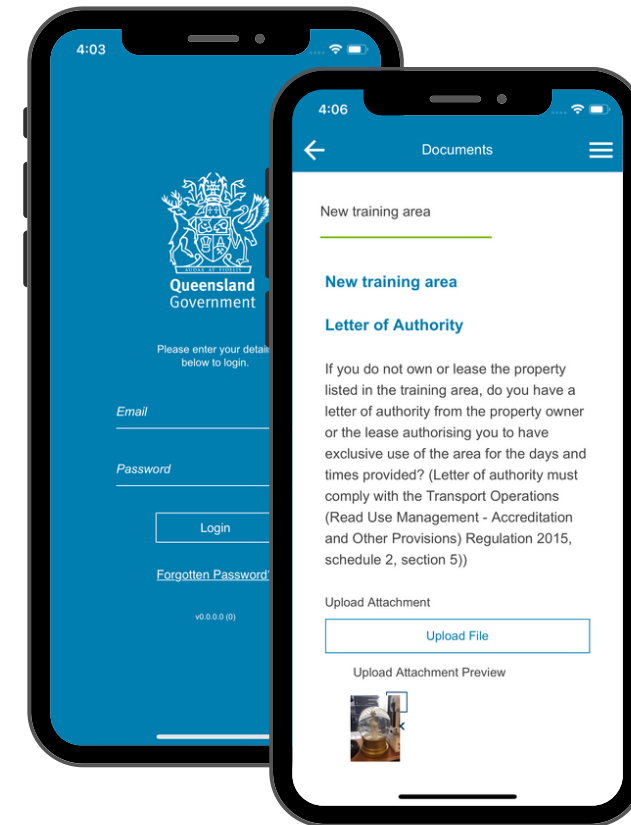 4:03
AUDAX AT FIDELIS
Queensland
Government
Please enter your detail
below to login.
Email
Password
Login
Forgotten Password?
v0.0.0.0 (0)
4:06
Documents
New training area
New training area
Letter of Authority
If you do not own or lease the property
listed in the training area, do you have a
letter of authority from the property owner
or the lease authorising you to have
exclusive use of the area for the days and
times provided? (Letter of authority must
comply with the Transport Operations
(Read Use Management - Accreditation
and Other Provisions) Regulation 2015,
schedule 2, section 5))
Upload Attachment
Upload File
Upload Attachment Preview